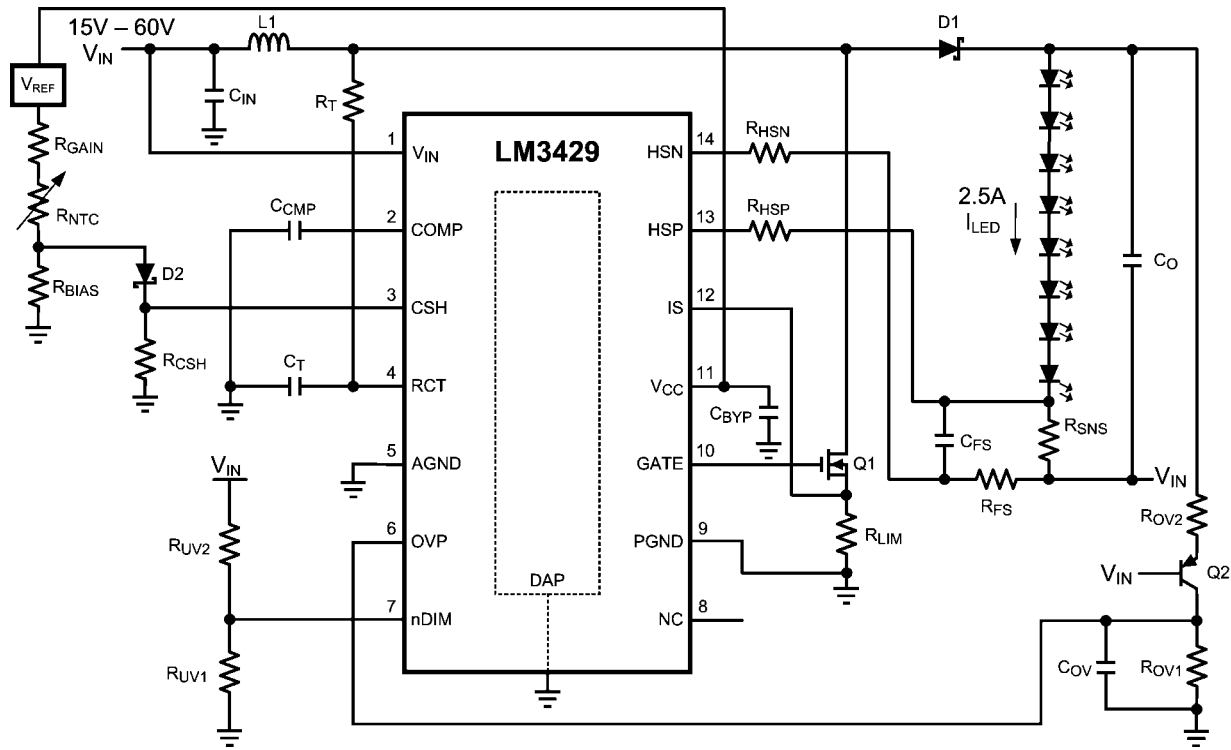 15V – 60V
VIN
L1
D1
VREF
CIN
RT
RGAIN
RNTC
RBIAS
D2
RCSH
CCMP
CT
LM3429
1
VIN
2
COMP
3
CSH
4
RCT
5
AGND
6
OVP
7
nDIM
DAP
14
HSN
13
HSP
12
IS
11
VCC
10
GATE
9
PGND
8
NC
RHSN
RHSP
CBYP
Q1
RLIM
2.5A
ILED
CO
CFS
RSNS
RFS
VIN
ROV2
VIN
Q2
COV
ROV1
VIN
RUV2
RUV1